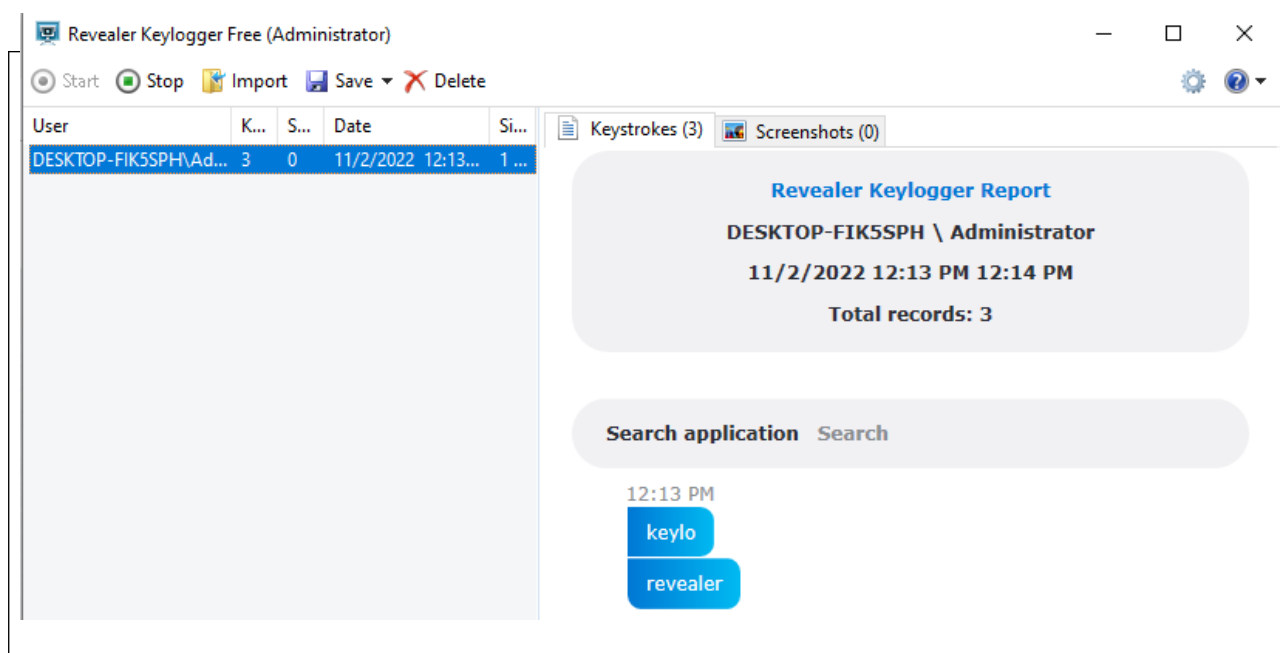 Revealer Keylogger Free (Administrator)
Start Stop Import Save Delete
User K... S... Date Si...
DESKTOP-FIK5SPH\Ad... 3 0 11/2/2022 12:13... 1 ...
Keystrokes (3) Screenshots (0)
Revealer Keylogger Report
DESKTOP-FIK5SPH \ Administrator
11/2/2022 12:13 PM 12:14 PM
Total records: 3
Search application Search
12:13 PM
keylo
revealer